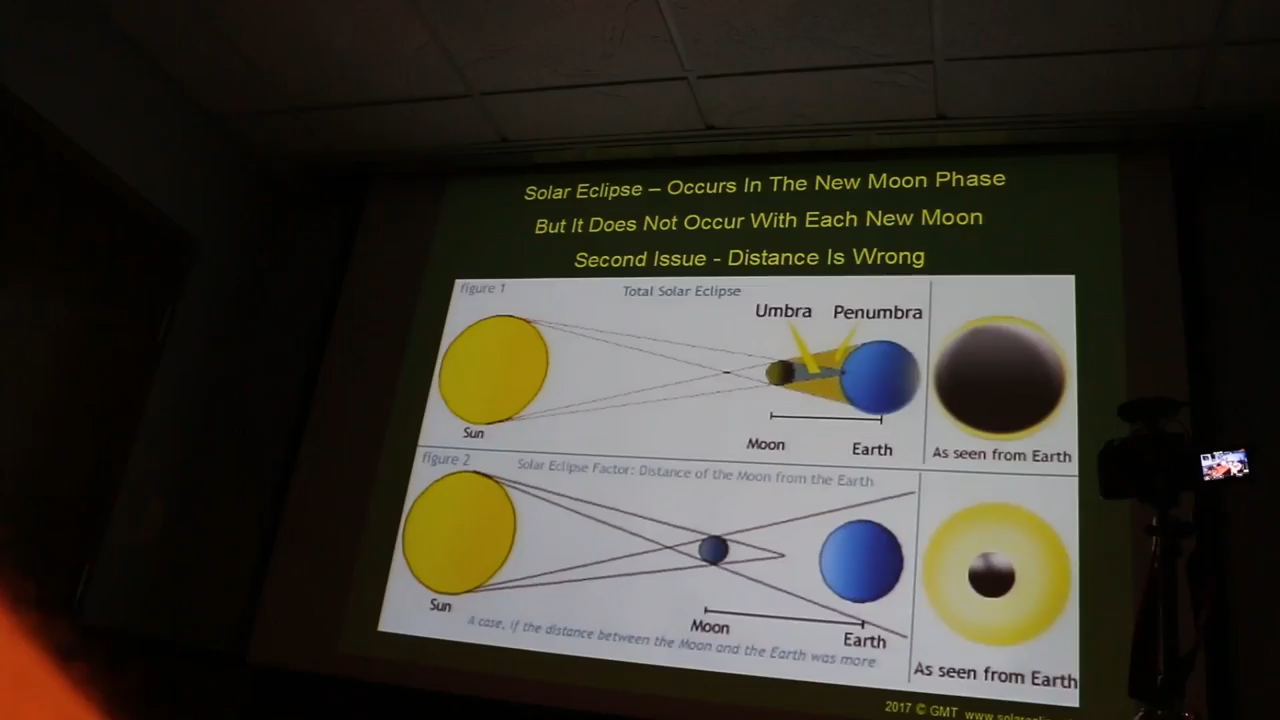 Solar Eclipse – Occurs In The New Moon Phase
But It Does Not Occur With Each New Moon
Second Issue - Distance Is Wrong
figure 1
Total Solar Eclipse
Umbra
Penumbra
Sun
Moon
Earth
As seen from Earth
figure 2
Solar Eclipse Factor: Distance of the Moon from the Earth
Sun
Moon
Earth
A case, if the distance between the Moon and the Earth was more
As seen from Earth
2017 © GMT